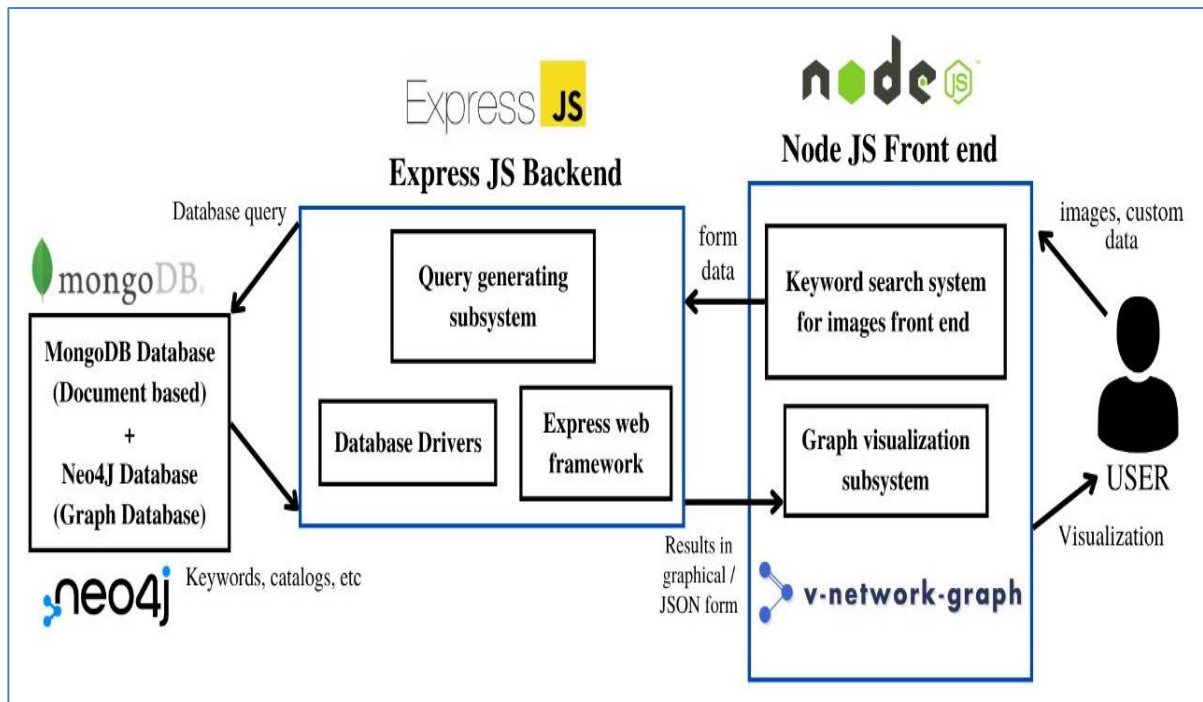 Express JS
node JS
Express JS Backend
Node JS Front end
Database query
mongoDB
MongoDB Database
(Document based)
+
Neo4J Database
(Graph Database)
neo4j
Keywords, catalogs, etc
Query generating
subsystem
Database Drivers
Express web
framework
form
data
Results in
graphical /
JSON form
Keyword search system
for images front end
Graph visualization
subsystem
v-network-graph
images, custom
data
USER
Visualization